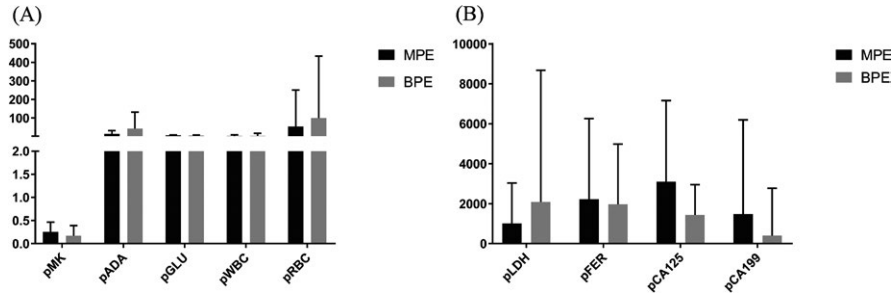 (A)
500
400
300
200
100
2.0
1.5
1.0
0.5
0.0
pMK
pADA
pGLU
pWBC
pRBC
MPE
BPE
(B)
10000
8000
6000
4000
2000
0
pLDH
pFER
pCA125
pCA199
MPE
BPE